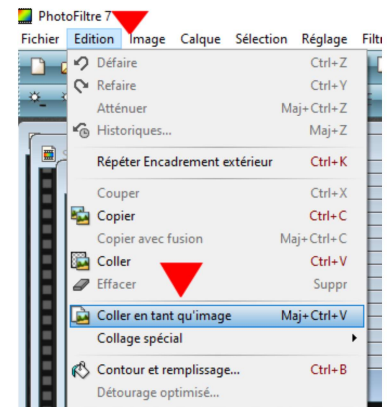 PhotoFiltre 7
Fichier Edition Image Calque Sélection Réglage Filt
Défaire Ctrl+Z
Refaire Ctrl+Y
Atténuer Maj+Ctrl+Z
Historiques... Maj+Z
Répéter Encadrement extérieur Ctrl+K
Couper Ctrl+X
Copier Ctrl+C
Copier avec fusion Maj+Ctrl+C
Coller Ctrl+V
Effacer Suppr
Coller en tant qu'image Maj+Ctrl+V
Collage spécial
Contour et remplissage... Ctrl+B
Détourage optimisé...